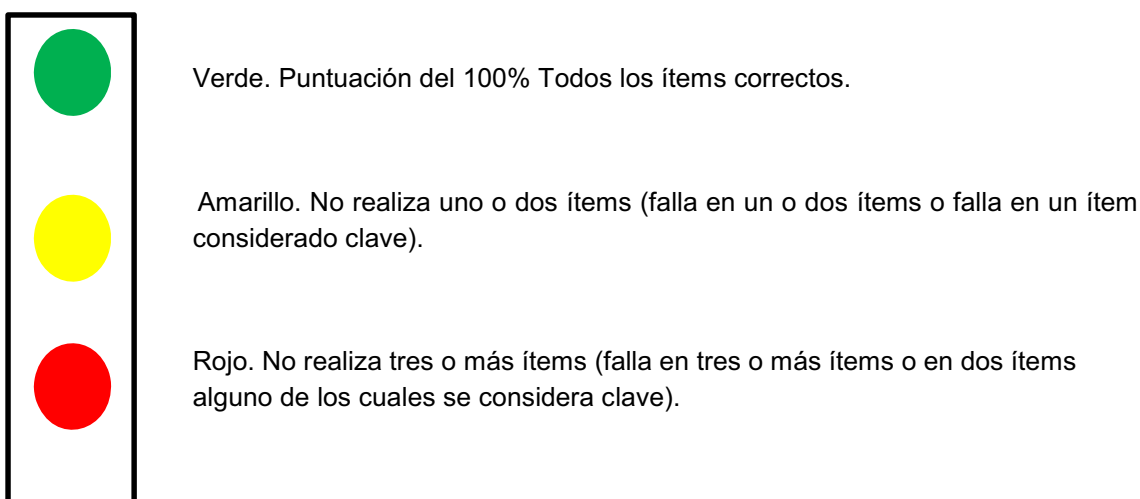 Verde. Puntuación del 100% Todos los ítems correctos.
Amarillo. No realiza uno o dos ítems (falla en un o dos ítems o falla en un ítem
considerado clave).
Rojo. No realiza tres o más ítems (falla en tres o más ítems o en dos ítems
alguno de los cuales se considera clave).